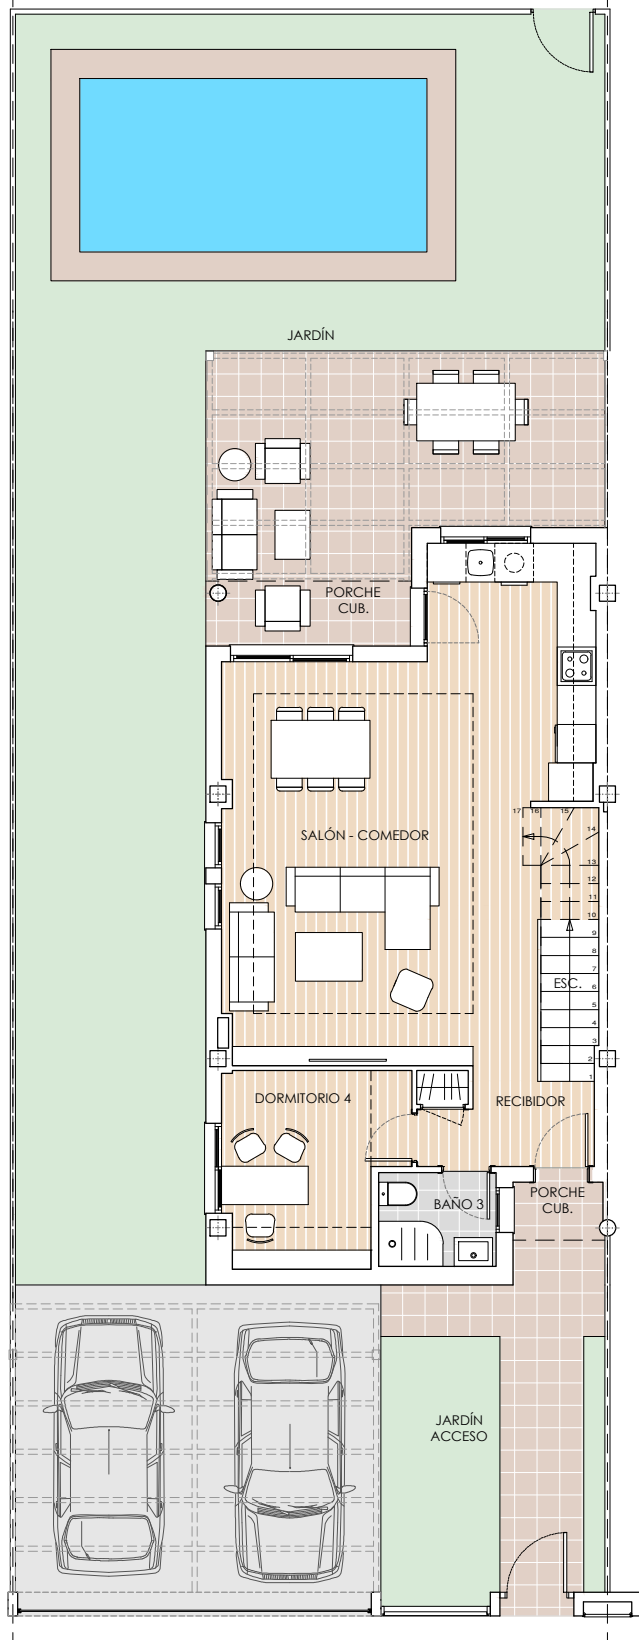 JARDÍN
PORCHE
CUB.
SALÓN - COMEDOR
17
16
15
14
13
12
11
10
9
8
7
ESC.
6
5
4
3
2
1
DORMITORIO 4
RECIBIDOR
PORCHE
CUB.
BAÑO 3
JARDÍN
ACCESO